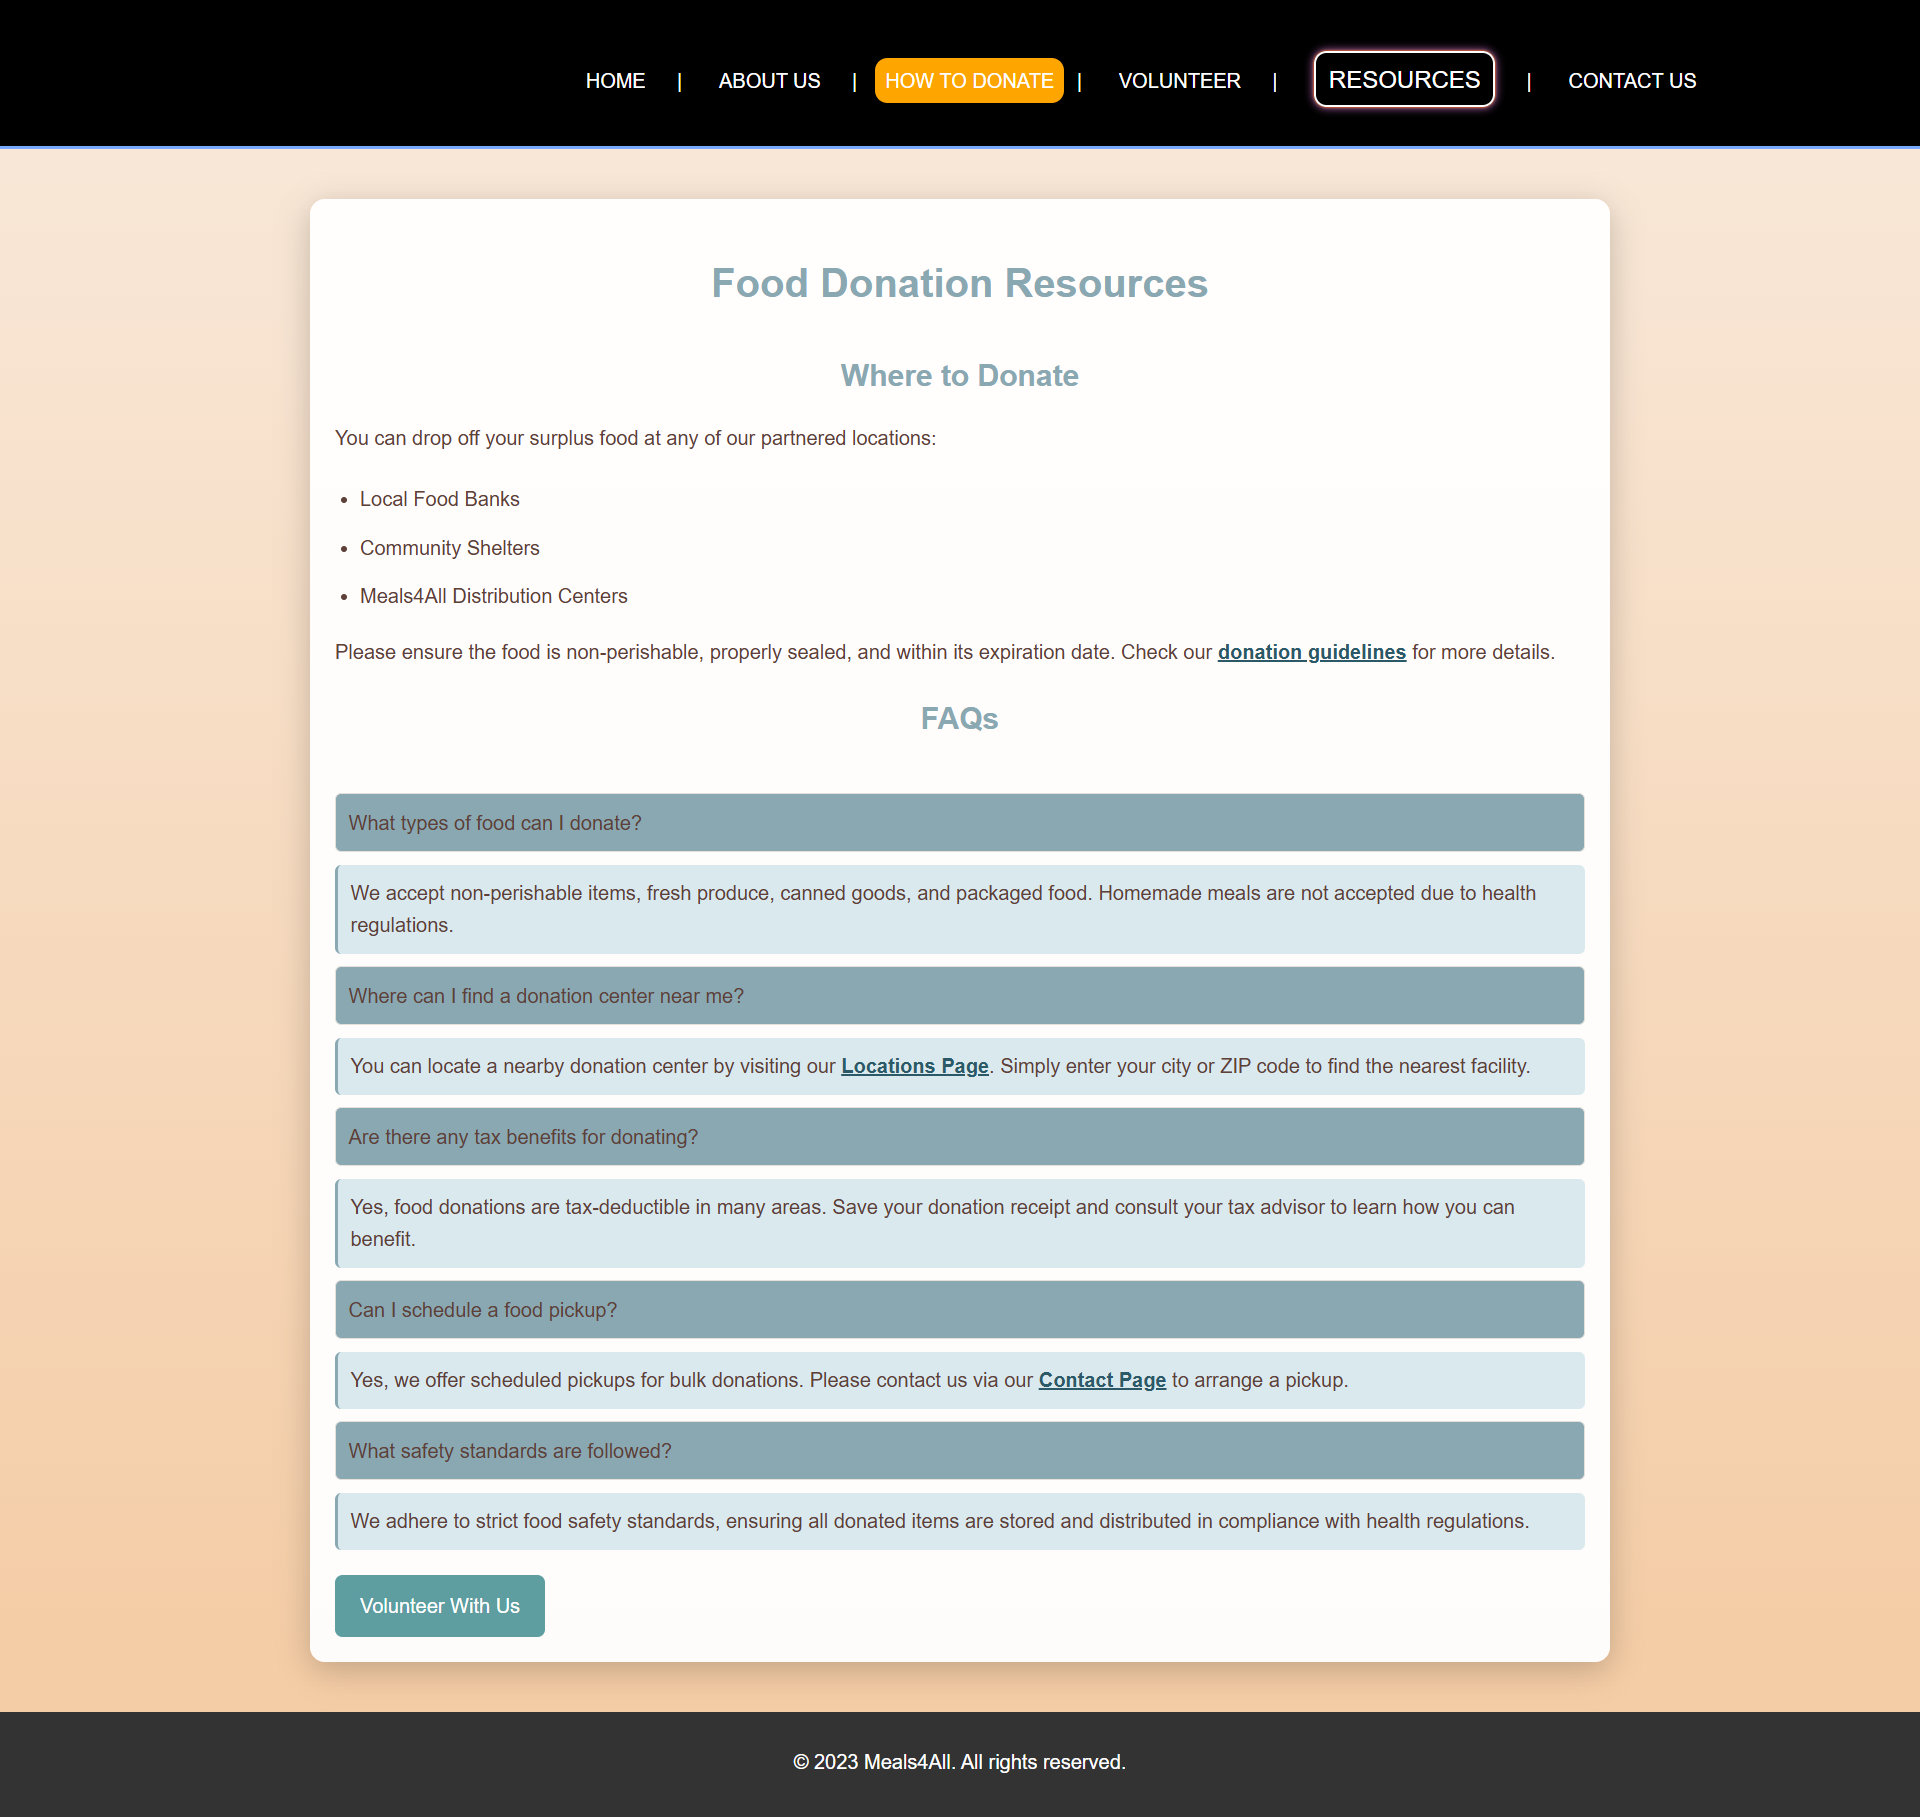 HOME | ABOUT US | HOW TO DONATE | VOLUNTEER | RESOURCES | CONTACT US
Food Donation Resources
Where to Donate
You can drop off your surplus food at any of our partnered locations:
• Local Food Banks
• Community Shelters
• Meals4All Distribution Centers
Please ensure the food is non-perishable, properly sealed, and within its expiration date. Check our donation guidelines for more details.
FAQs
What types of food can I donate?
We accept non-perishable items, fresh produce, canned goods, and packaged food. Homemade meals are not accepted due to health
regulations.
Where can I find a donation center near me?
You can locate a nearby donation center by visiting our Locations Page. Simply enter your city or ZIP code to find the nearest facility.
Are there any tax benefits for donating?
Yes, food donations are tax-deductible in many areas. Save your donation receipt and consult your tax advisor to learn how you can
benefit.
Can I schedule a food pickup?
Yes, we offer scheduled pickups for bulk donations. Please contact us via our Contact Page to arrange a pickup.
What safety standards are followed?
We adhere to strict food safety standards, ensuring all donated items are stored and distributed in compliance with health regulations.
Volunteer With Us
© 2023 Meals4All. All rights reserved.